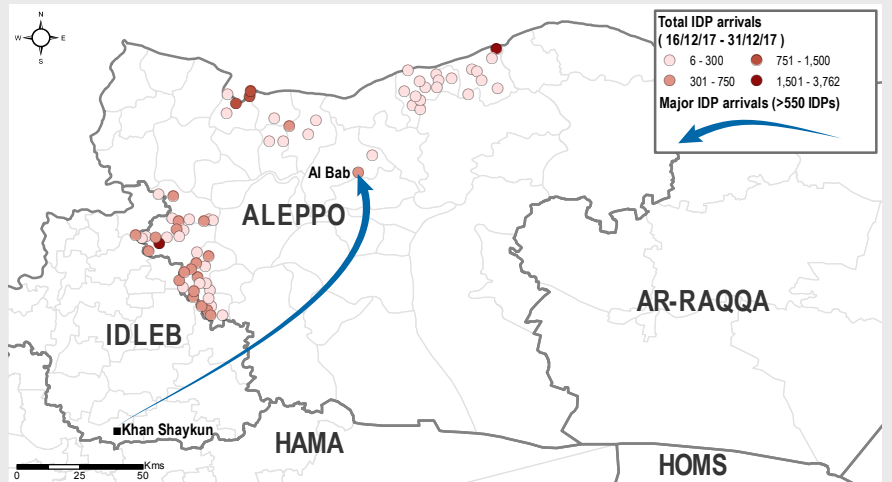 N
W
E
S
Total IDP arrivals
( 16/12/17 - 31/12/17 )
6 - 300
751 - 1,500
301 - 750
1,501 - 3,762
Major IDP arrivals (>550 IDPs)
Al Bab
ALEPPO
AR-RAQQA
IDLEB
Khan Shaykun
HAMA
HOMS
Kms
0
25
50